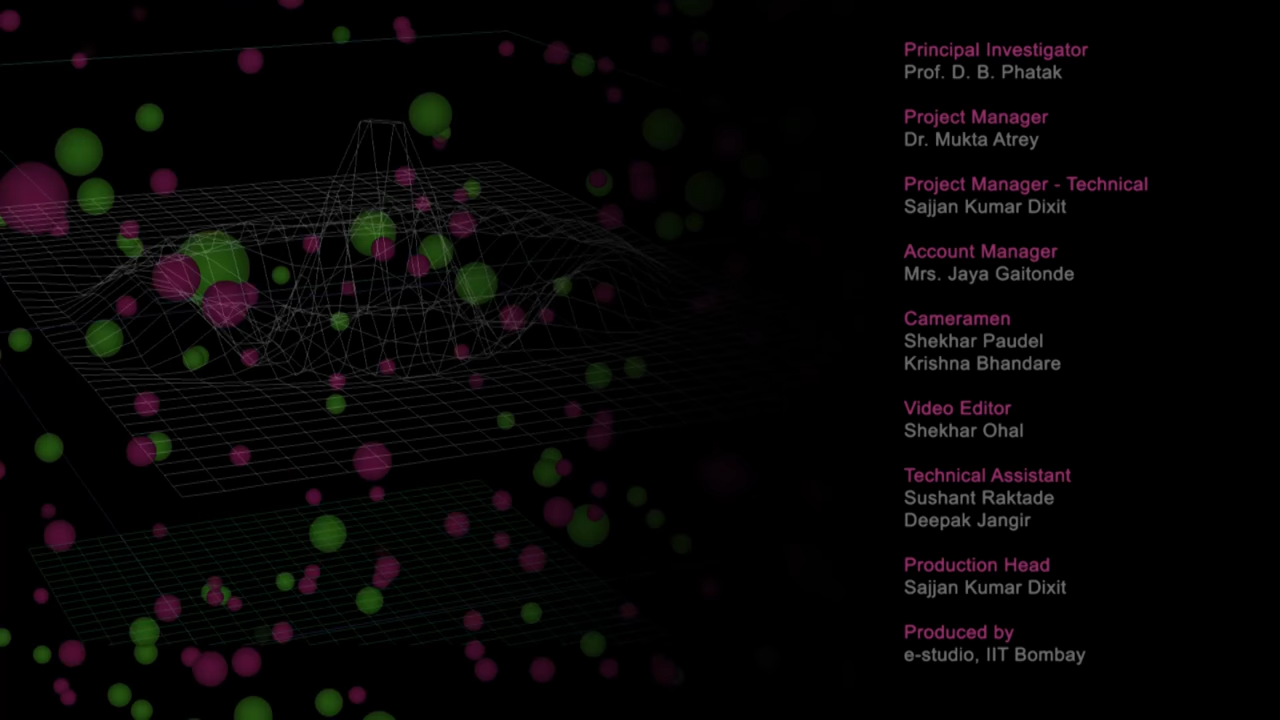 Principal Investigator
Prof. D. B. Phatak
Project Manager
Dr. Mukta Atrey
Project Manager - Technical
Sajjan Kumar Dixit
Account Manager
Mrs. Jaya Gaitonde
Cameramen
Shekhar Paudel
Krishna Bhandare
Video Editor
Shekhar Ohal
Technical Assistant
Sushant Raktade
Deepak Jangir
Production Head
Sajjan Kumar Dixit
Produced by
e-studio, IIT Bombay